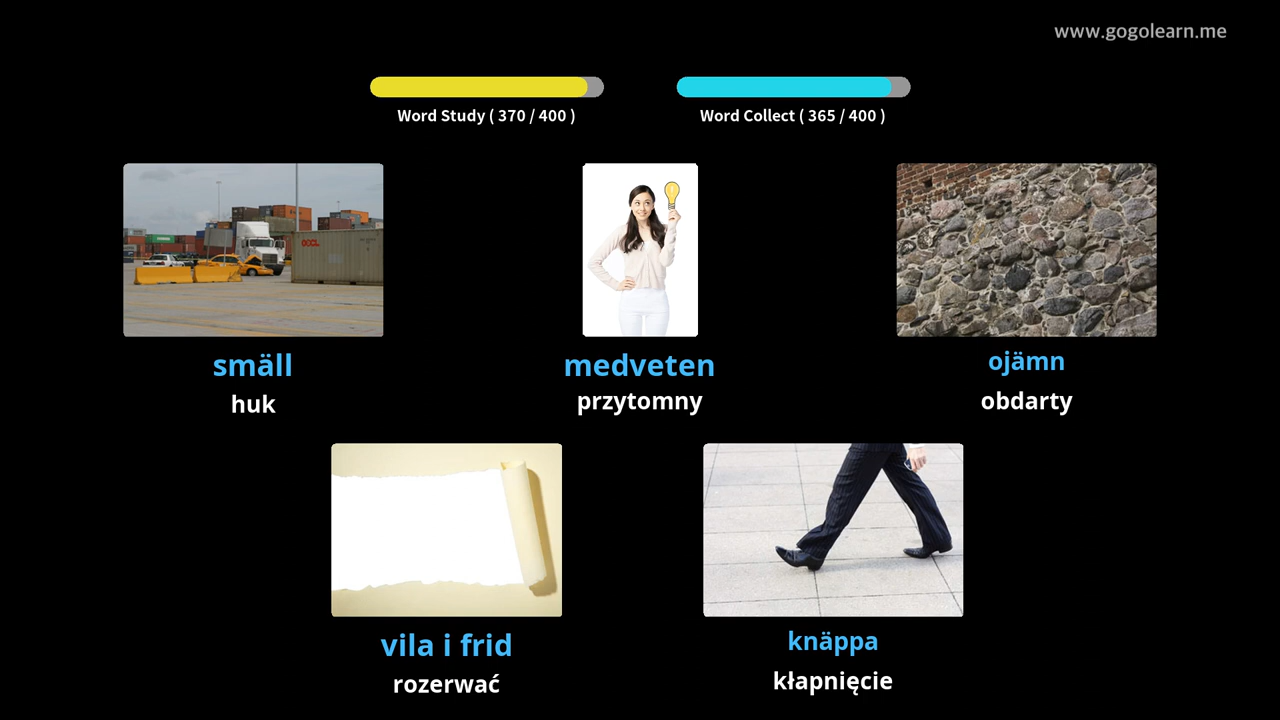 www.gogolearn.me
Word Study ( 370 / 400 )
Word Collect ( 365 / 400 )
OOCL
smäll
medveten
ojämn
huk
przytomny
obdarty
vila i frid
knäppa
rozerwać
kłapnięcie